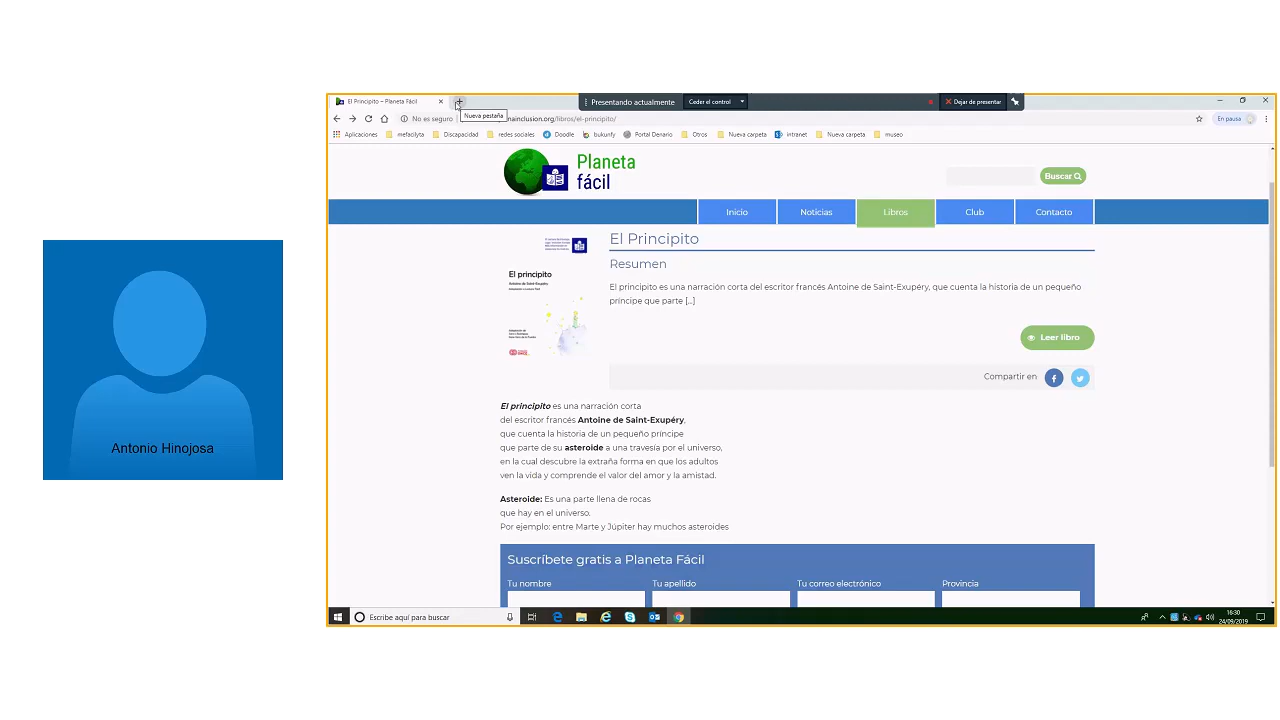 El Principito – Planeta Fácil
Presentando actualmente
Ceder el control
Dejar de presentar
Nueva pestaña
No es seguro
nainclusion.org/libros/el-principito/
En pausa
Aplicaciones
mefacilyta
Discapacidad
redes sociales
Doodle
bukunfy
Portal Denario
Otros
Nueva carpeta
intranet
Nueva carpeta
museo
Planeta
fácil
Buscar
Inicio
Noticias
Libros
Club
Contacto
El Principito
Resumen
El principito es una narración corta del escritor francés Antoine de Saint-Exupéry, que cuenta la historia de un pequeño
príncipe que parte [...]
El principito
Antoine de Saint-Exupéry
Leer libro
Compartir en
El principito es una narración corta
del escritor francés Antoine de Saint-Exupéry,
que cuenta la historia de un pequeño príncipe
que parte de su asteroide a una travesía por el universo,
en la cual descubre la extraña forma en que los adultos
ven la vida y comprende el valor del amor y la amistad.
Asteroide: Es una parte llena de rocas
que hay en el universo.
Por ejemplo: entre Marte y Júpiter hay muchos asteroides
Antonio Hinojosa
Suscríbete gratis a Planeta Fácil
Tu nombre
Tu apellido
Tu correo electrónico
Provincia
Escribe aquí para buscar
16:30
24/09/2019